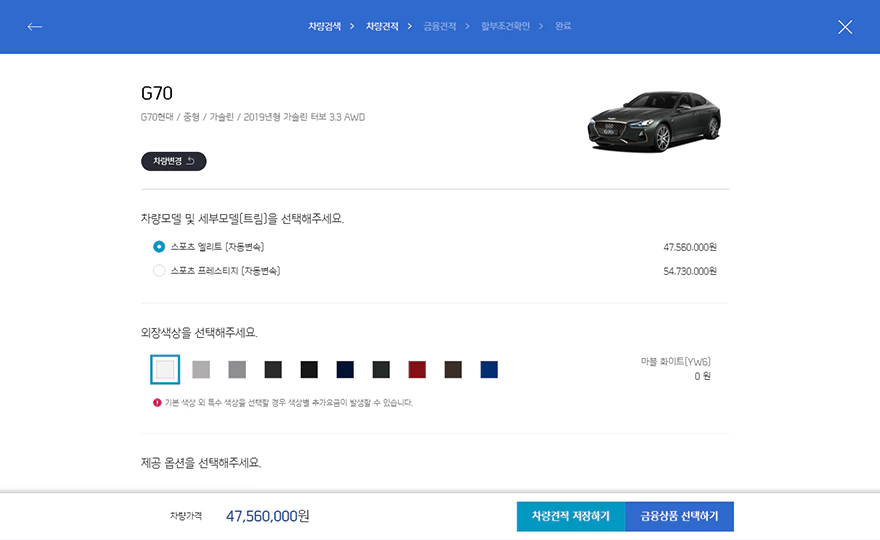 차량검색 > 차량견적 > 금융견적 > 할부조건확인 > 완료
G70
G70현대 / 중형 / 가솔린 / 2019년형 가솔린 터보 3.3 AWD
차량변경
차량모델 및 세부모델(트림)을 선택해주세요.
스포츠 엘리트 (자동변속) 47,560,000원
스포츠 프레스티지 (자동변속) 54,730,000원
외장색상을 선택해주세요.
마블 화이트(YW6)
0 원
기본 색상 외 특수 색상을 선택할 경우 색상별 추가요금이 발생할 수 있습니다.
제공 옵션을 선택해주세요.
차량가격 47,560,000원 차량견적 저장하기 금융상품 선택하기